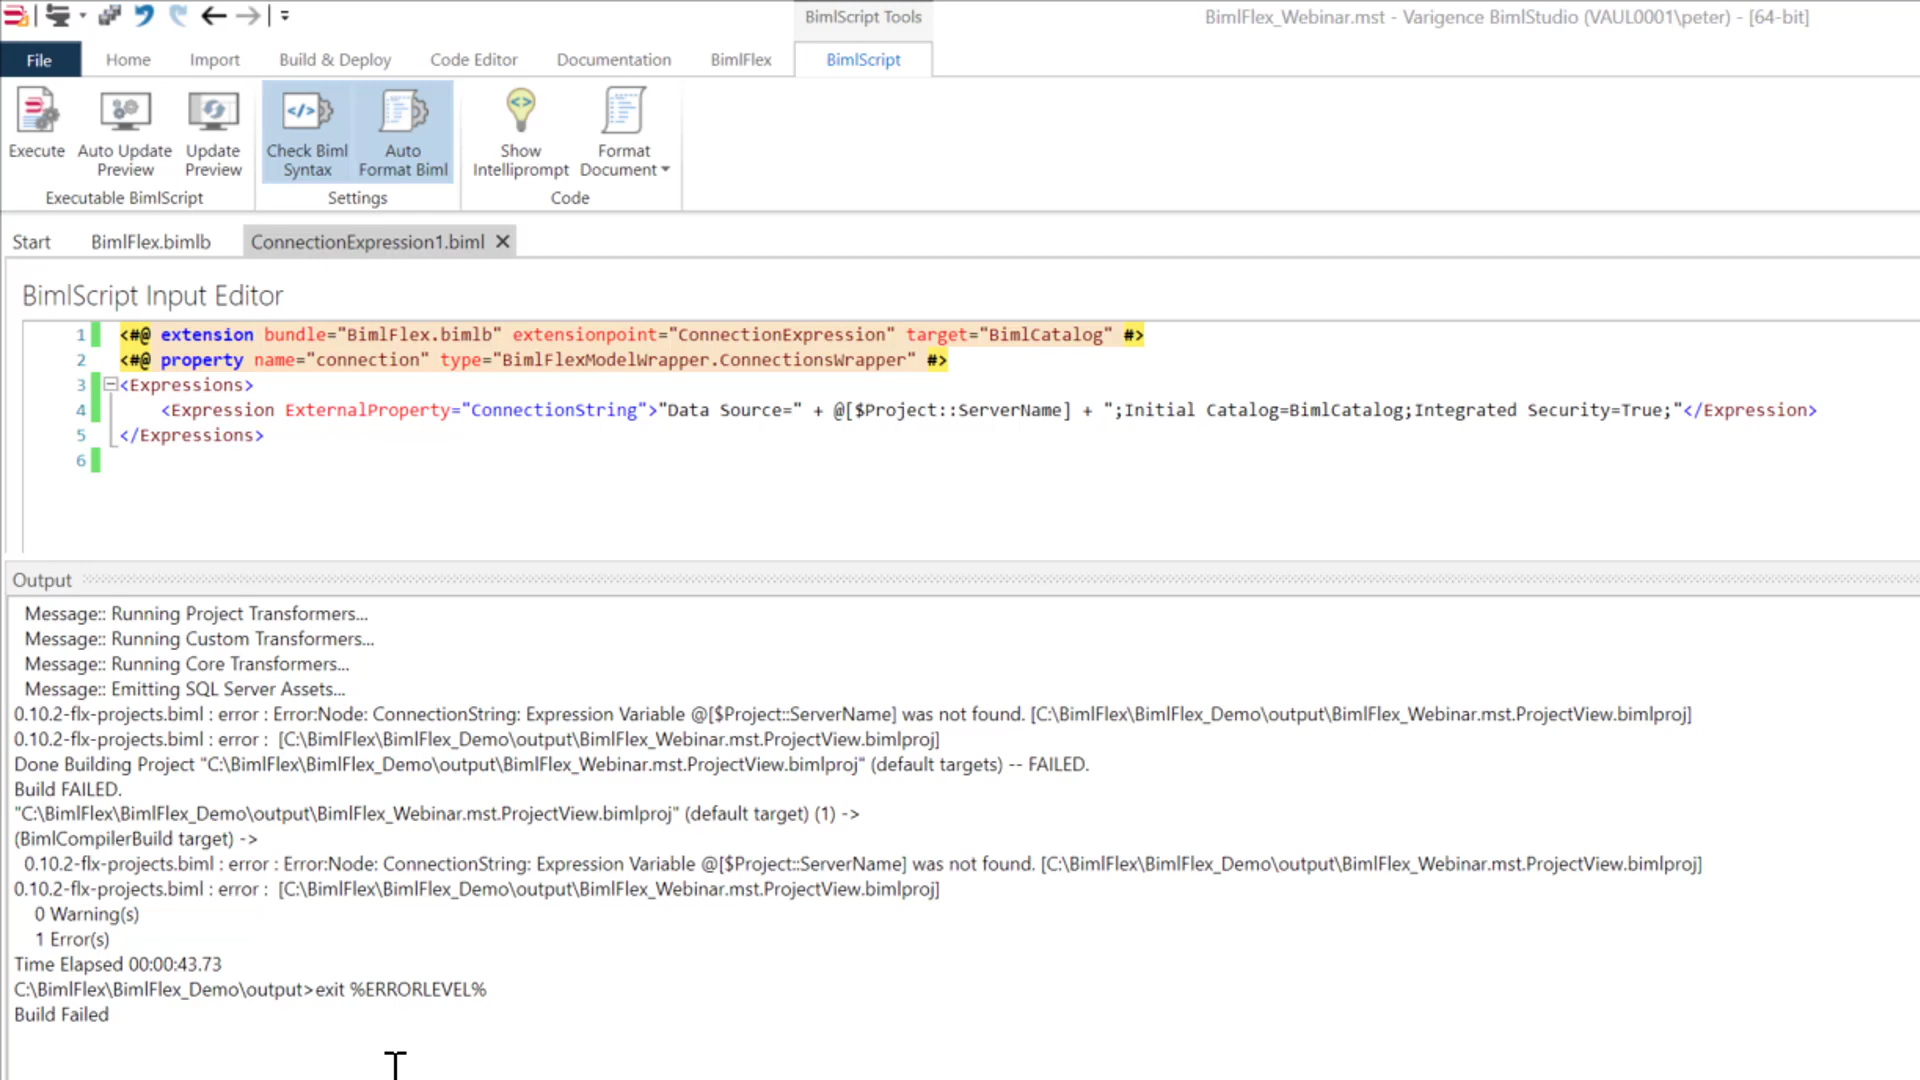 BimlScript Tools
BimlFlex_Webinar.mst - Varigence BimlStudio (VAUL0001\peter) - [64-bit]
File Home Import Build & Deploy Code Editor Documentation BimlFlex BimlScript
Execute
Auto Update Preview
Update Preview
Check Biml Syntax
Auto Format Biml
Show Intelliprompt
Format Document
Executable BimlScript
Settings
Code
Start BimlFlex.bimlb ConnectionExpression1.biml
BimlScript Input Editor
1 <#@ extension bundle="BimlFlex.bimlb" extensionpoint="ConnectionExpression" target="BimlCatalog" #>
2 <#@ property name="connection" type="BimlFlexModelWrapper.ConnectionsWrapper" #>
3 <Expressions>
4 <Expression ExternalProperty="ConnectionString">"Data Source=" + @[$Project::ServerName] + ";Initial Catalog=BimlCatalog;Integrated Security=True;"</Expression>
5 </Expressions>
6
Output
Message:: Running Project Transformers...
Message:: Running Custom Transformers...
Message:: Running Core Transformers...
Message:: Emitting SQL Server Assets...
0.10.2-flx-projects.biml : error : Error:Node: ConnectionString: Expression Variable @[$Project::ServerName] was not found. [C:\BimlFlex\BimlFlex_Demo\output\BimlFlex_Webinar.mst.ProjectView.bimlproj]
0.10.2-flx-projects.biml : error :  [C:\BimlFlex\BimlFlex_Demo\output\BimlFlex_Webinar.mst.ProjectView.bimlproj]
Done Building Project "C:\BimlFlex\BimlFlex_Demo\output\BimlFlex_Webinar.mst.ProjectView.bimlproj" (default targets) -- FAILED.
Build FAILED.
"C:\BimlFlex\BimlFlex_Demo\output\BimlFlex_Webinar.mst.ProjectView.bimlproj" (default target) (1) ->
(BimlCompilerBuild target) ->
0.10.2-flx-projects.biml : error : Error:Node: ConnectionString: Expression Variable @[$Project::ServerName] was not found. [C:\BimlFlex\BimlFlex_Demo\output\BimlFlex_Webinar.mst.ProjectView.bimlproj]
0.10.2-flx-projects.biml : error :  [C:\BimlFlex\BimlFlex_Demo\output\BimlFlex_Webinar.mst.ProjectView.bimlproj]
0 Warning(s)
1 Error(s)
Time Elapsed 00:00:43.73
C:\BimlFlex\BimlFlex_Demo\output>exit %ERRORLEVEL%
Build Failed